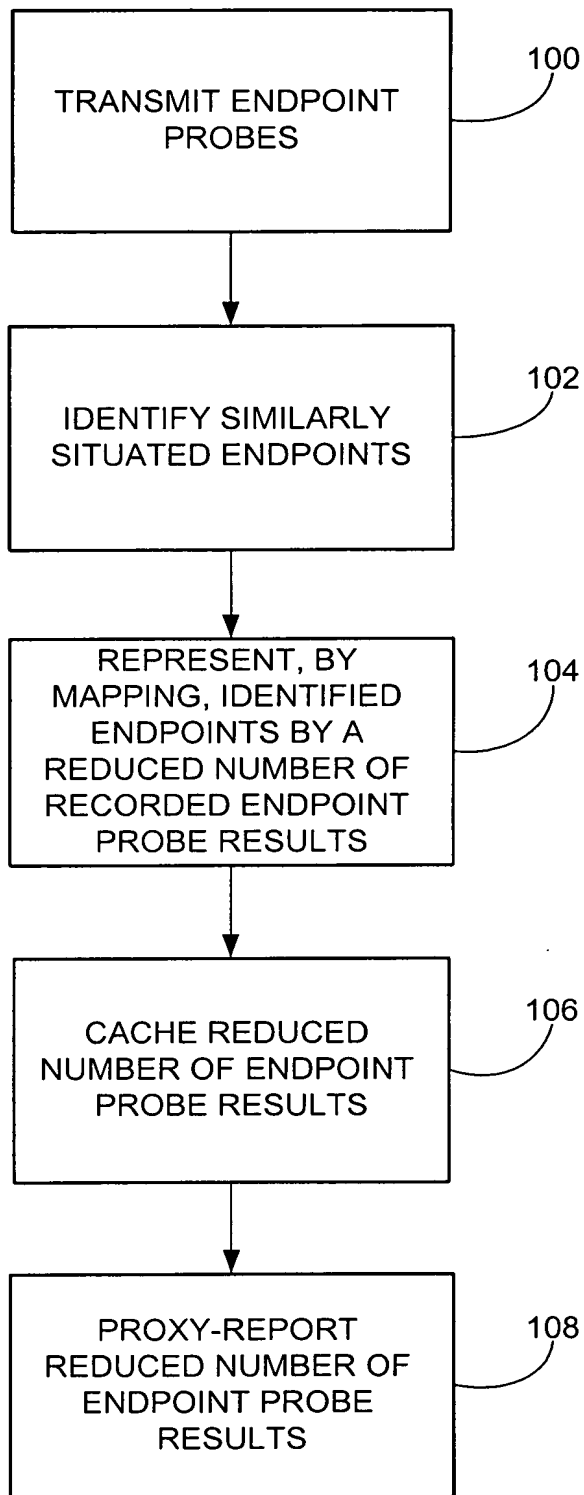 TRANSMIT ENDPOINT
PROBES
100
IDENTIFY SIMILARLY
SITUATED ENDPOINTS
102
REPRESENT, BY
MAPPING, IDENTIFIED
ENDPOINTS BY A
REDUCED NUMBER OF
RECORDED ENDPOINT
PROBE RESULTS
104
CACHE REDUCED
NUMBER OF ENDPOINT
PROBE RESULTS
106
PROXY-REPORT
REDUCED NUMBER OF
ENDPOINT PROBE
RESULTS
108